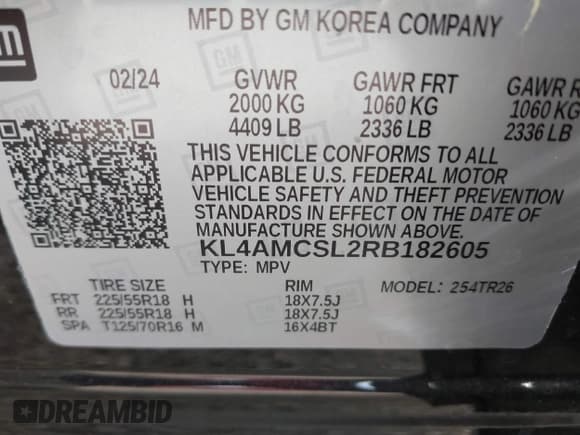 GM
MFD BY GM KOREA COMPANY
02/24 GVWR GAWR FRT GAWR RR
2000 KG 1060 KG 1060 KG
4409 LB 2336 LB 2336 LB
THIS VEHICLE CONFORMS TO ALL
APPLICABLE U.S. FEDERAL MOTOR
VEHICLE SAFETY AND THEFT PREVENTION
STANDARDS IN EFFECT ON THE DATE OF
MANUFACTURE SHOWN ABOVE.
KL4AMCSL2RB182605
TYPE: MPV
TIRE SIZE RIM MODEL: 254TR26
FRT 225/55R18 H 18X7.5J
RR 225/55R18 H 18X7.5J
SPA T125/70R16 M 16X4BT
DREAMBID